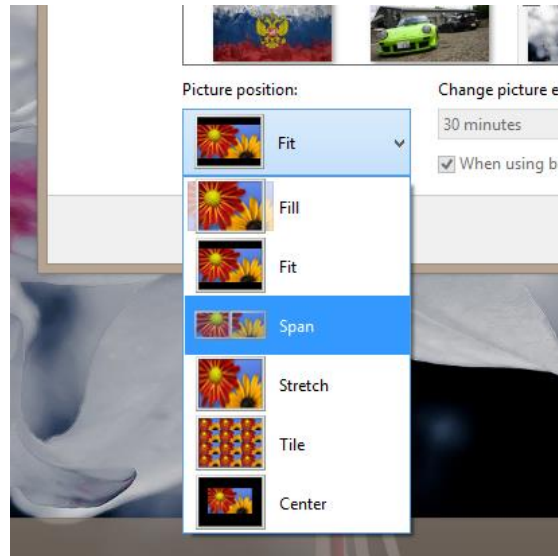 Picture position:
Change picture e
Fit
30 minutes
When using b
Fill
Fit
Span
Stretch
Tile
Center